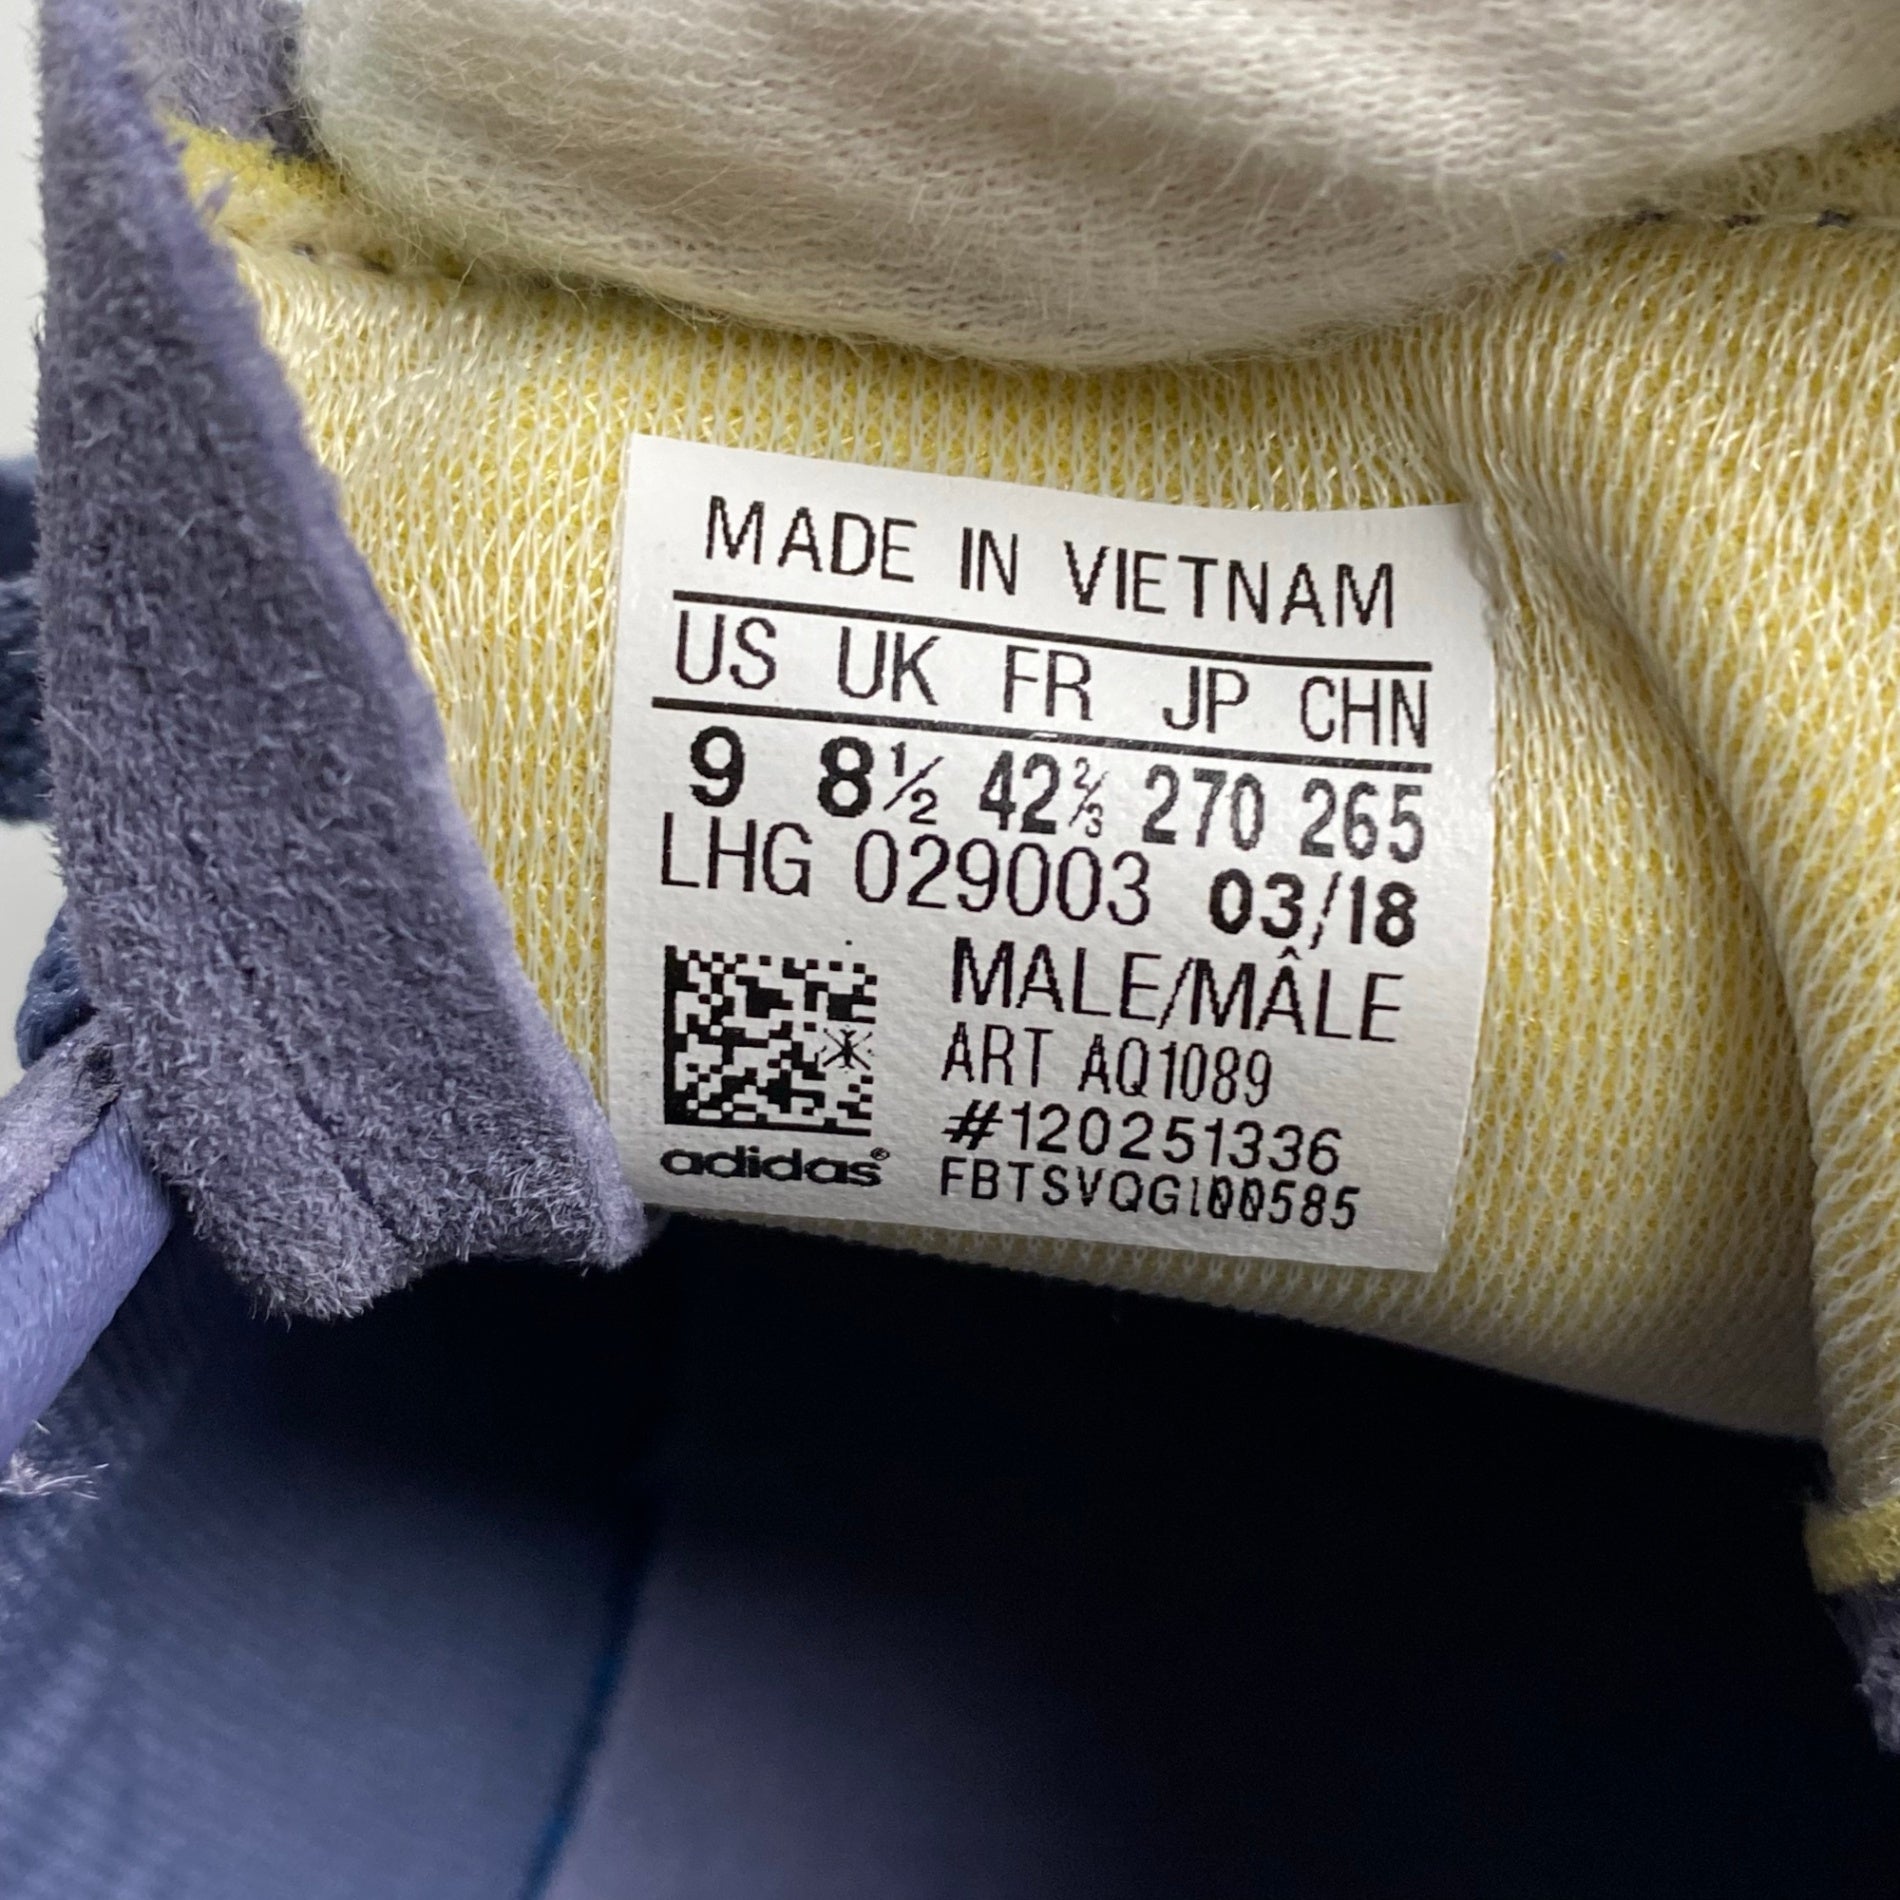 MADE IN VIETNAM
US UK FR JP CHN
9 8½ 42⅔ 270 265
LHG 029003 03/18
MALE/MÂLE
ART AQ1089
#120251336
adidas® FBTSVQG100585